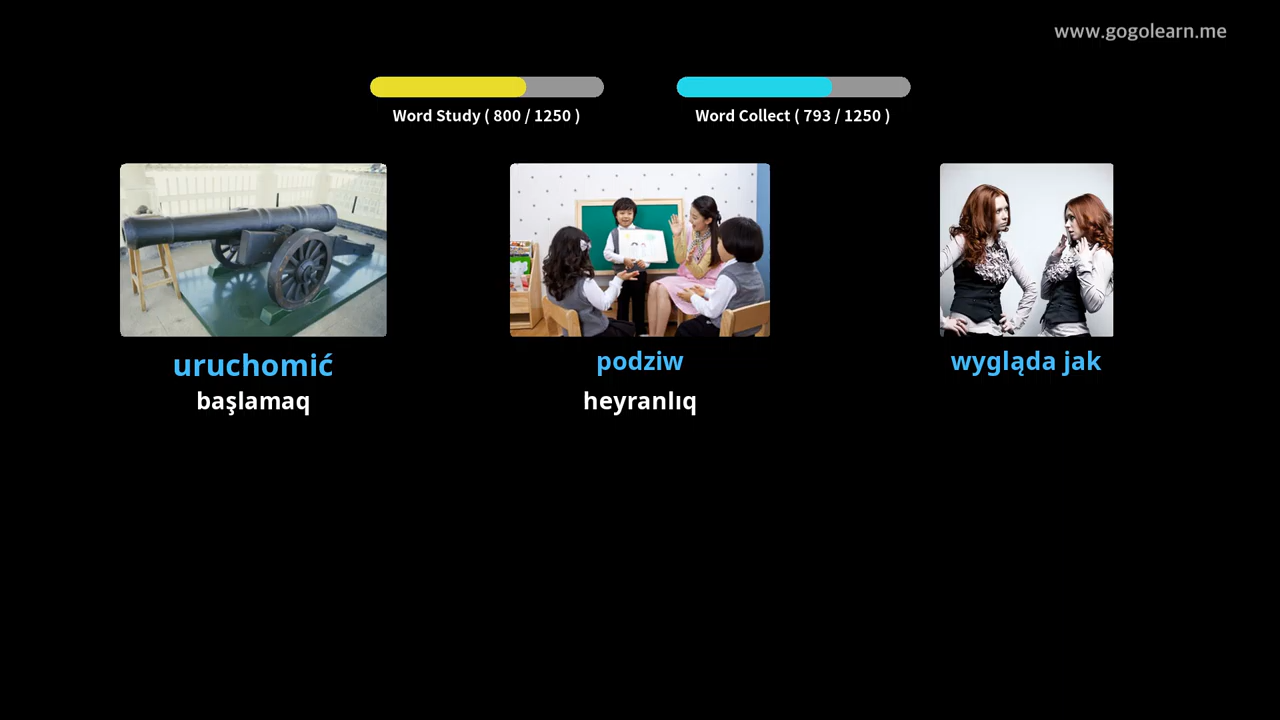 www.gogolearn.me
Word Study ( 800 / 1250 )
Word Collect ( 793 / 1250 )
uruchomić
podziw
wygląda jak
başlamaq
heyranlıq